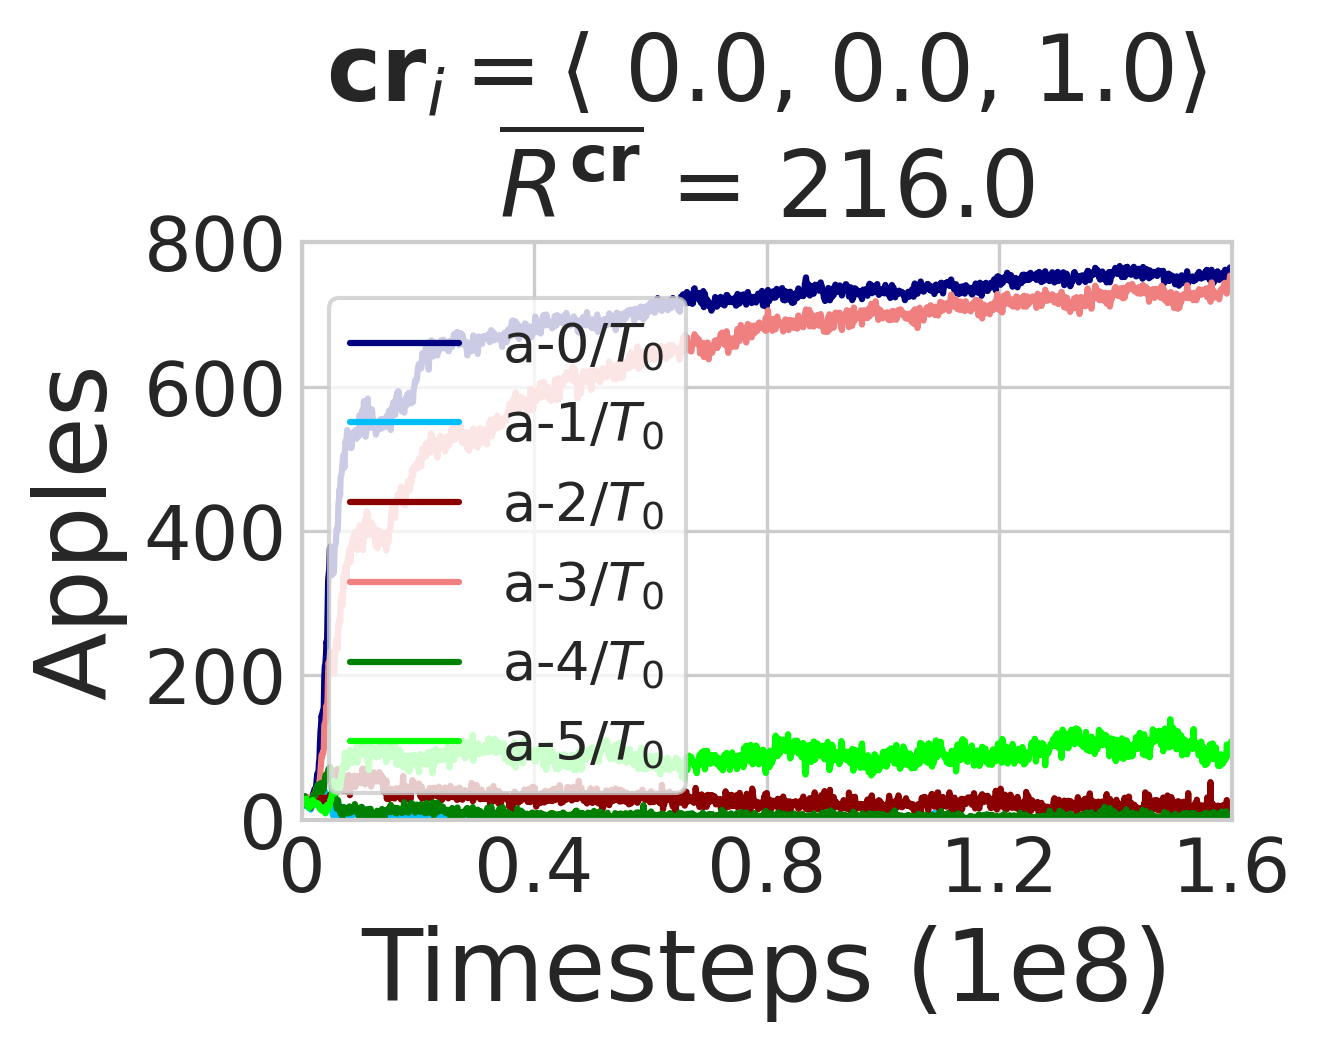 cr_i = ⟨ 0.0, 0.0, 1.0⟩
R^cr = 216.0
800
600
400
200
0
Apples
a-0/T_0
a-1/T_0
a-2/T_0
a-3/T_0
a-4/T_0
a-5/T_0
0 0.4 0.8 1.2 1.6
Timesteps (1e8)